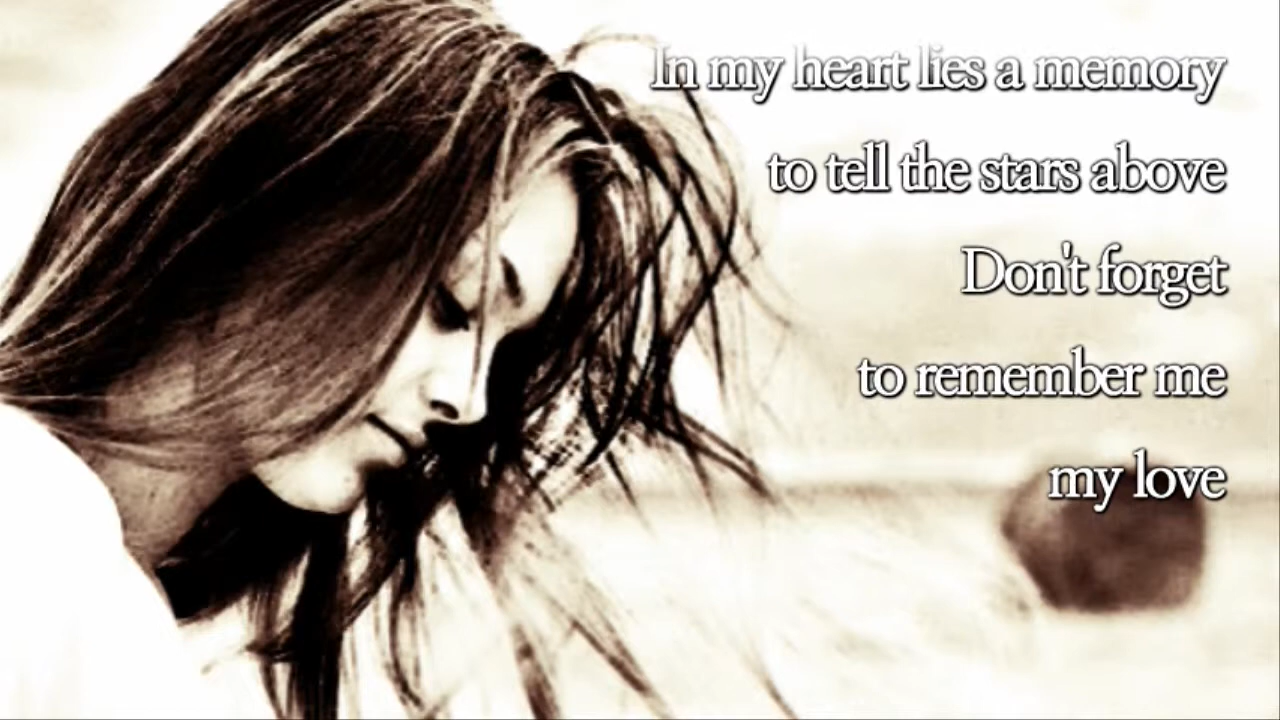 In my heart lies a memory
to tell the stars above
Don't forget
to remember me
my love